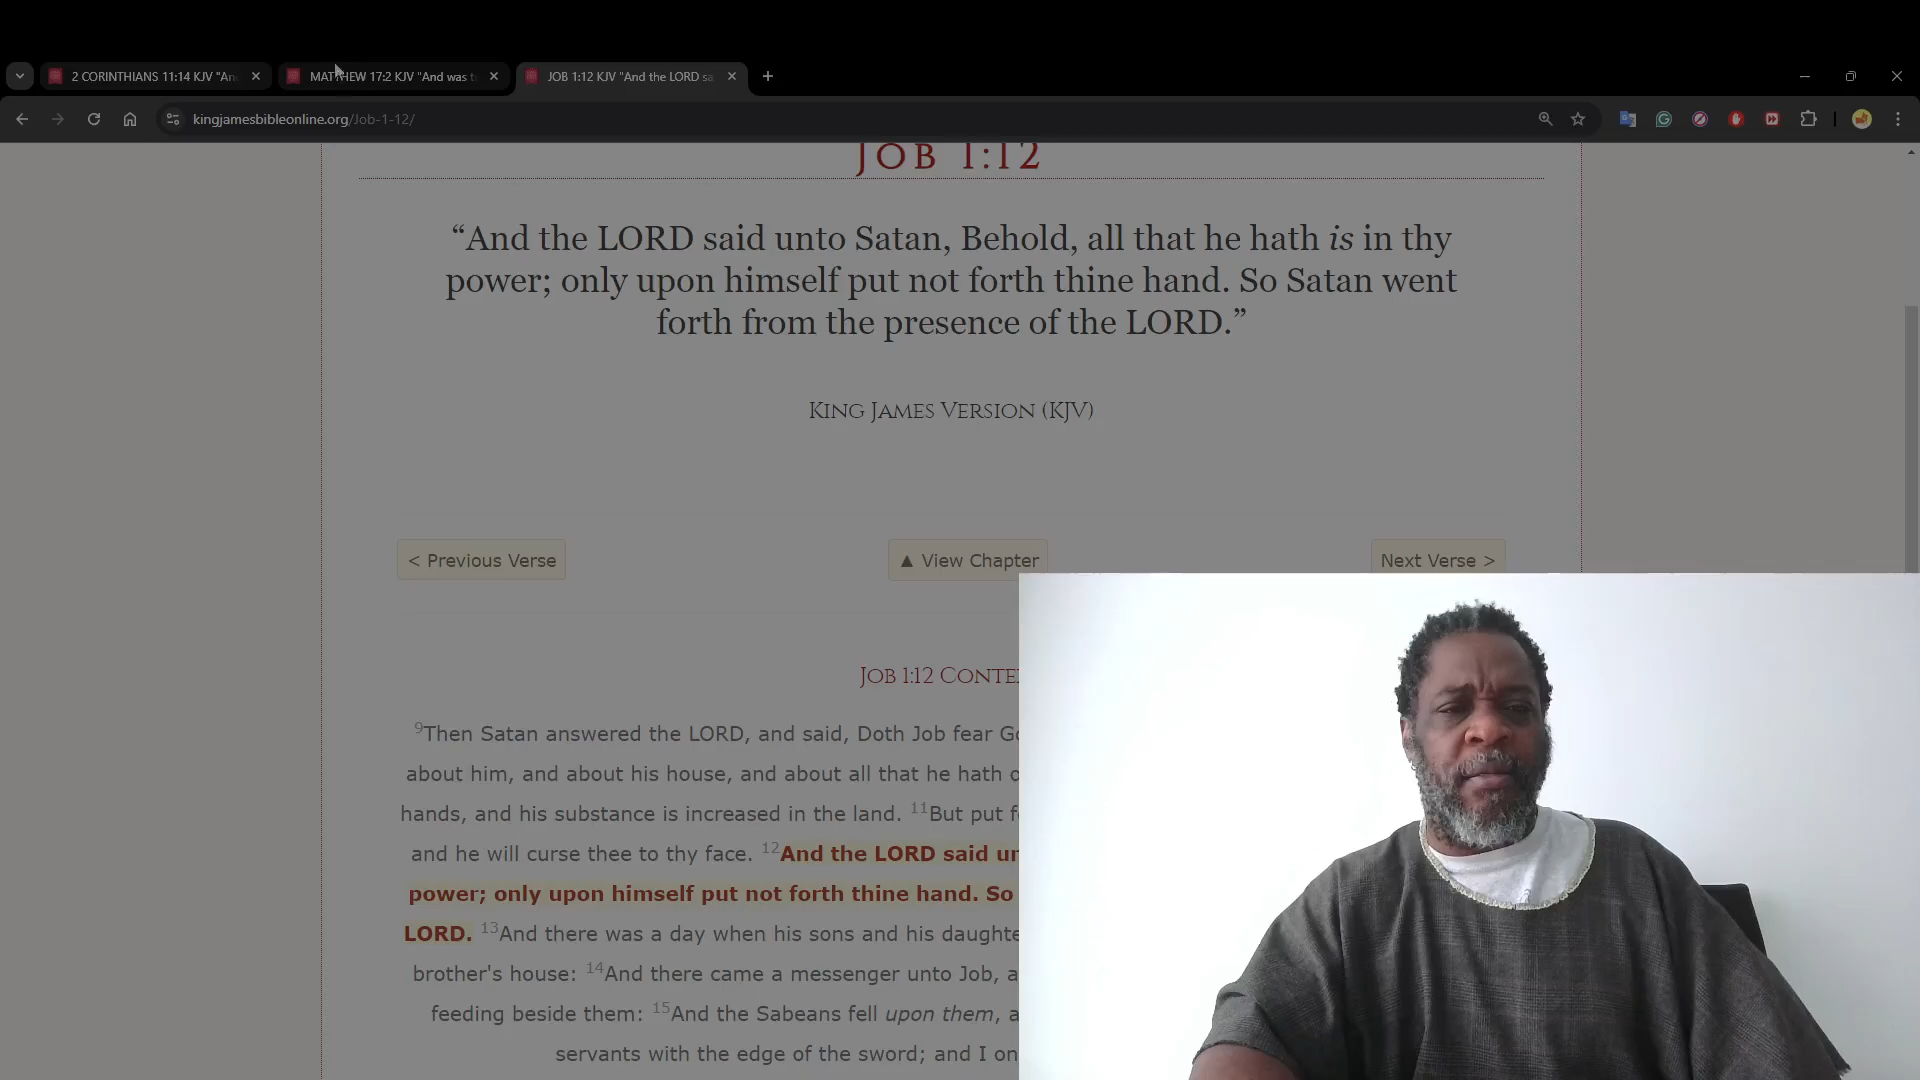 2 CORINTHIANS 11:14 KJV "An
MATTHEW 17:2 KJV "And was t
JOB 1:12 KJV "And the LORD sa
kingjamesbibleonline.org/Job-1-12/
JOB 1:12
“And the LORD said unto Satan, Behold, all that he hath is in thy
power; only upon himself put not forth thine hand. So Satan went
forth from the presence of the LORD.”
KING JAMES VERSION (KJV)
< Previous Verse
▲ View Chapter
Next Verse >
JOB 1:12 CONTE
9Then Satan answered the LORD, and said, Doth Job fear Go
about him, and about his house, and about all that he hath
hands, and his substance is increased in the land. 11But put f
and he will curse thee to thy face. 12And the LORD said un
power; only upon himself put not forth thine hand. So
LORD. 13And there was a day when his sons and his daughte
brother's house: 14And there came a messenger unto Job, a
feeding beside them: 15And the Sabeans fell upon them, a
servants with the edge of the sword; and I on